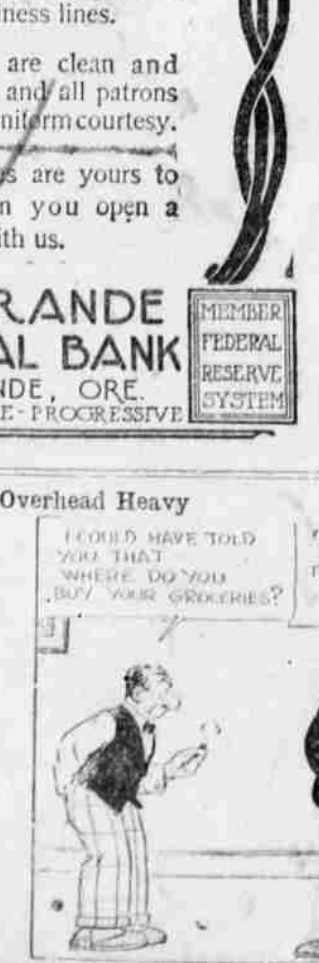 ness lines.
are clean and
and all patrons
niform courtesy.
s are yours to
n you open a
ith us.
RANDE
AL BANK
NDE, ORE.
E - PROGRESSIVE
MEMBER
FEDERAL
RESERVE
SYSTEM
Overhead Heavy
I COULD HAVE TOLD
YOU THAT
WHERE DO YOU
BUY YOUR GROCERIES?